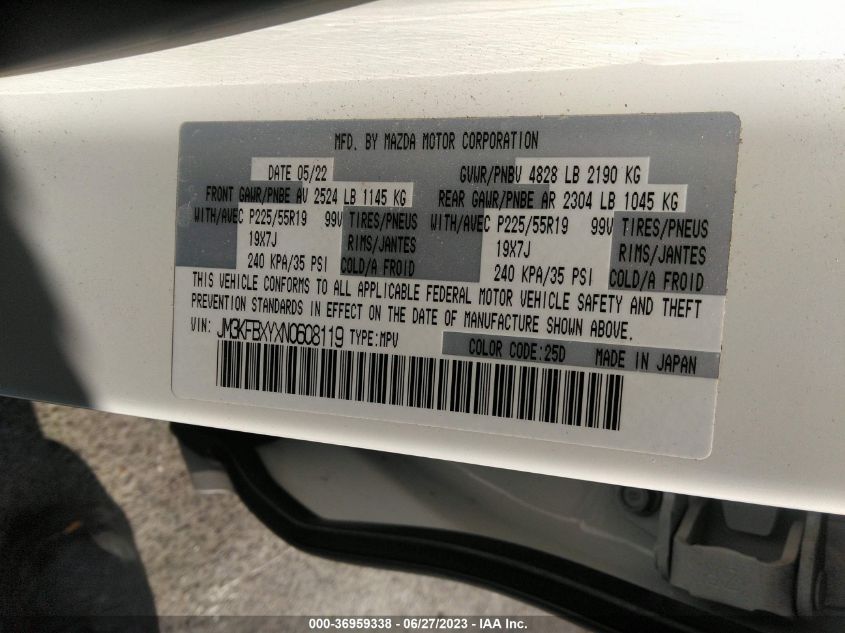 MFD. BY MAZDA MOTOR CORPORATION
DATE 05/22 GVWR/PNBV 4828 LB 2190 KG
FRONT GAWR/PNBE AV 2524 LB 1145 KG REAR GAWR/PNBE AR 2304 LB 1045 KG
WITH/AVEC P225/55R19 99V TIRES/PNEUS WITH/AVEC P225/55R19 99V TIRES/PNEUS
19X7J RIMS/JANTES 19X7J RIMS/JANTES
240 KPA/35 PSI COLD/A FROID 240 KPA/35 PSI COLD/A FROID
THIS VEHICLE CONFORMS TO ALL APPLICABLE FEDERAL MOTOR VEHICLE SAFETY AND THEFT
PREVENTION STANDARDS IN EFFECT ON THE DATE OF MANUFACTURE SHOWN ABOVE.
VIN: JM3KFBXYXN0608119 TYPE:MPV COLOR CODE:25D MADE IN JAPAN
000-36959338 - 06/27/2023 - IAA Inc.